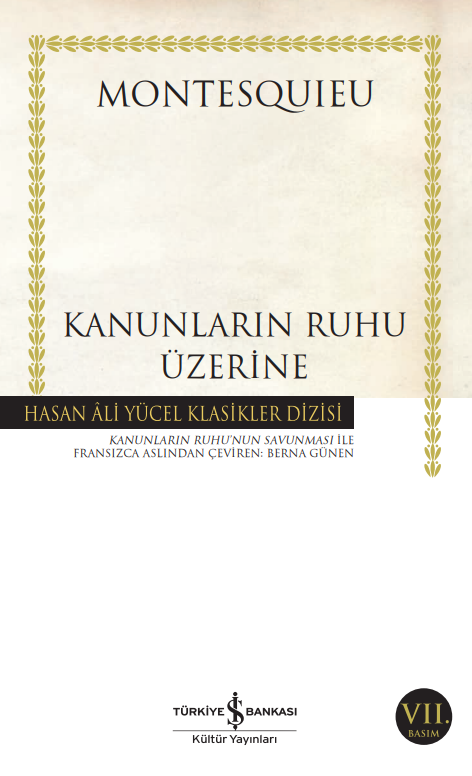 MONTESQUIEU
KANUNLARIN RUHU
ÜZERİNE
HASAN ÂLİ YÜCEL KLASİKLER DİZİSİ
KANUNLARIN RUHU'NUN SAVUNMASI İLE
FRANSIZCA ASLINDAN ÇEVİREN: BERNA GÜNEN
TÜRKİYE İŞ BANKASI
Kültür Yayınları
VII.
BASIM